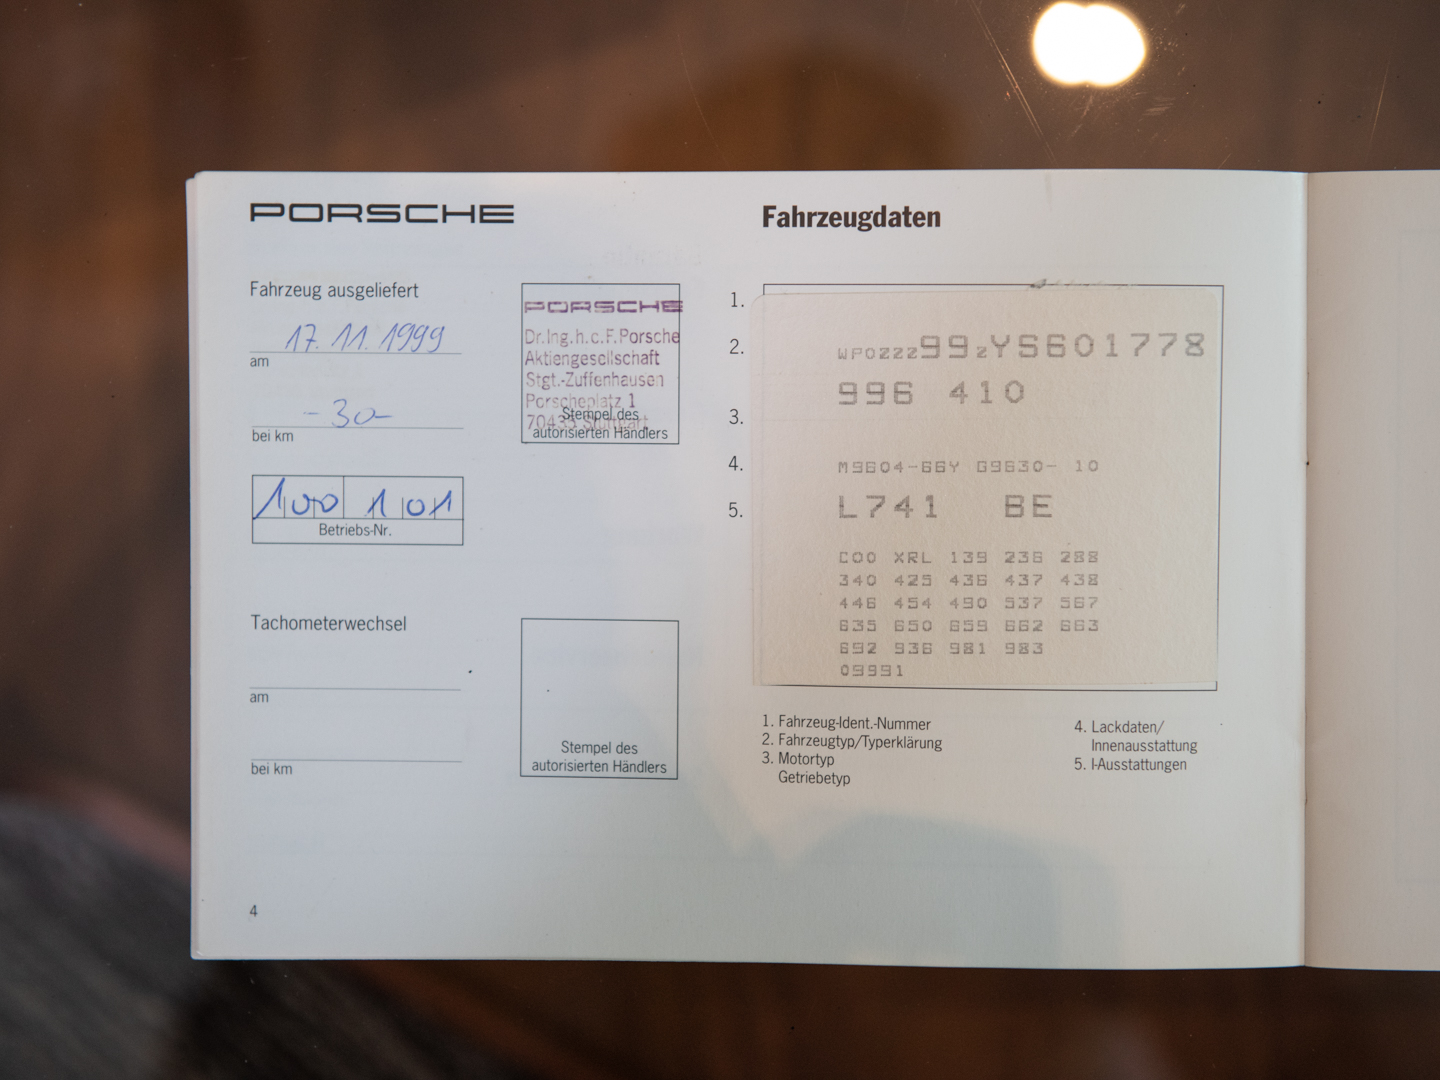 PORSCHE
Fahrzeug ausgeliefert
17. 11. 1999
am
-30-
bei km
100 101
Betriebs-Nr.
PORSCHE
Dr.Ing.h.c.F.Porsche
Aktiengesellschaft
Stgt.-Zuffenhausen
Porscheplatz 1
70435 Stuttgart
Stempel des
autorisierten Händlers
Tachometerwechsel
am
bei km
Stempel des
autorisierten Händlers
4
Fahrzeugdaten
1.
2.
3.
4.
5.
WP0ZZZ99ZYS601778
996 410
M9604-66Y G9630- 10
L741 BE
C00 XRL 139 236 288
340 425 436 437 438
446 454 490 537 567
635 650 659 662 663
692 936 981 983
09991
1. Fahrzeug-Ident.-Nummer
2. Fahrzeugtyp/Typerklärung
3. Motortyp
Getriebetyp
4. Lackdaten/
Innenausstattung
5. I-Ausstattungen